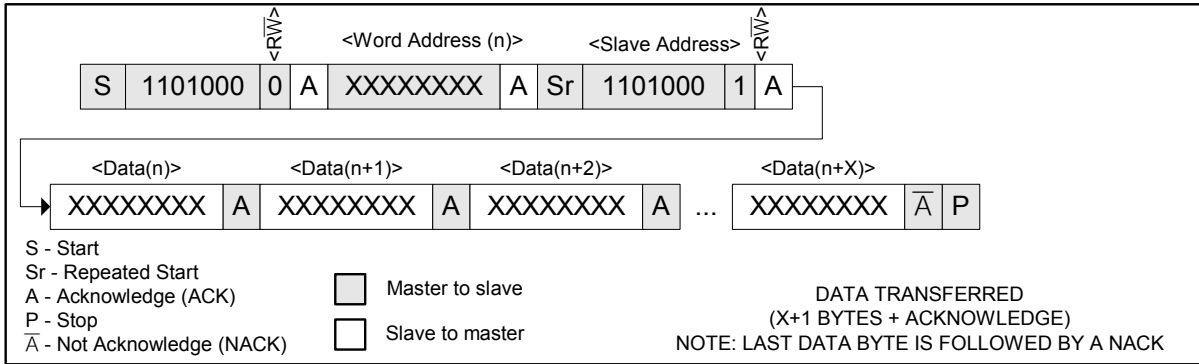 <RW̅> <Word Address (n)> <Slave Address> <RW̅>
S 1101000 0 A XXXXXXXX A Sr 1101000 1 A
<Data(n)> <Data(n+1)> <Data(n+2)> <Data(n+X)>
XXXXXXXX A XXXXXXXX A XXXXXXXX A ... XXXXXXXX A̅ P
S - Start
Sr - Repeated Start
A - Acknowledge (ACK)
P - Stop
A̅ - Not Acknowledge (NACK)
Master to slave
Slave to master
DATA TRANSFERRED
(X+1 BYTES + ACKNOWLEDGE)
NOTE: LAST DATA BYTE IS FOLLOWED BY A NACK